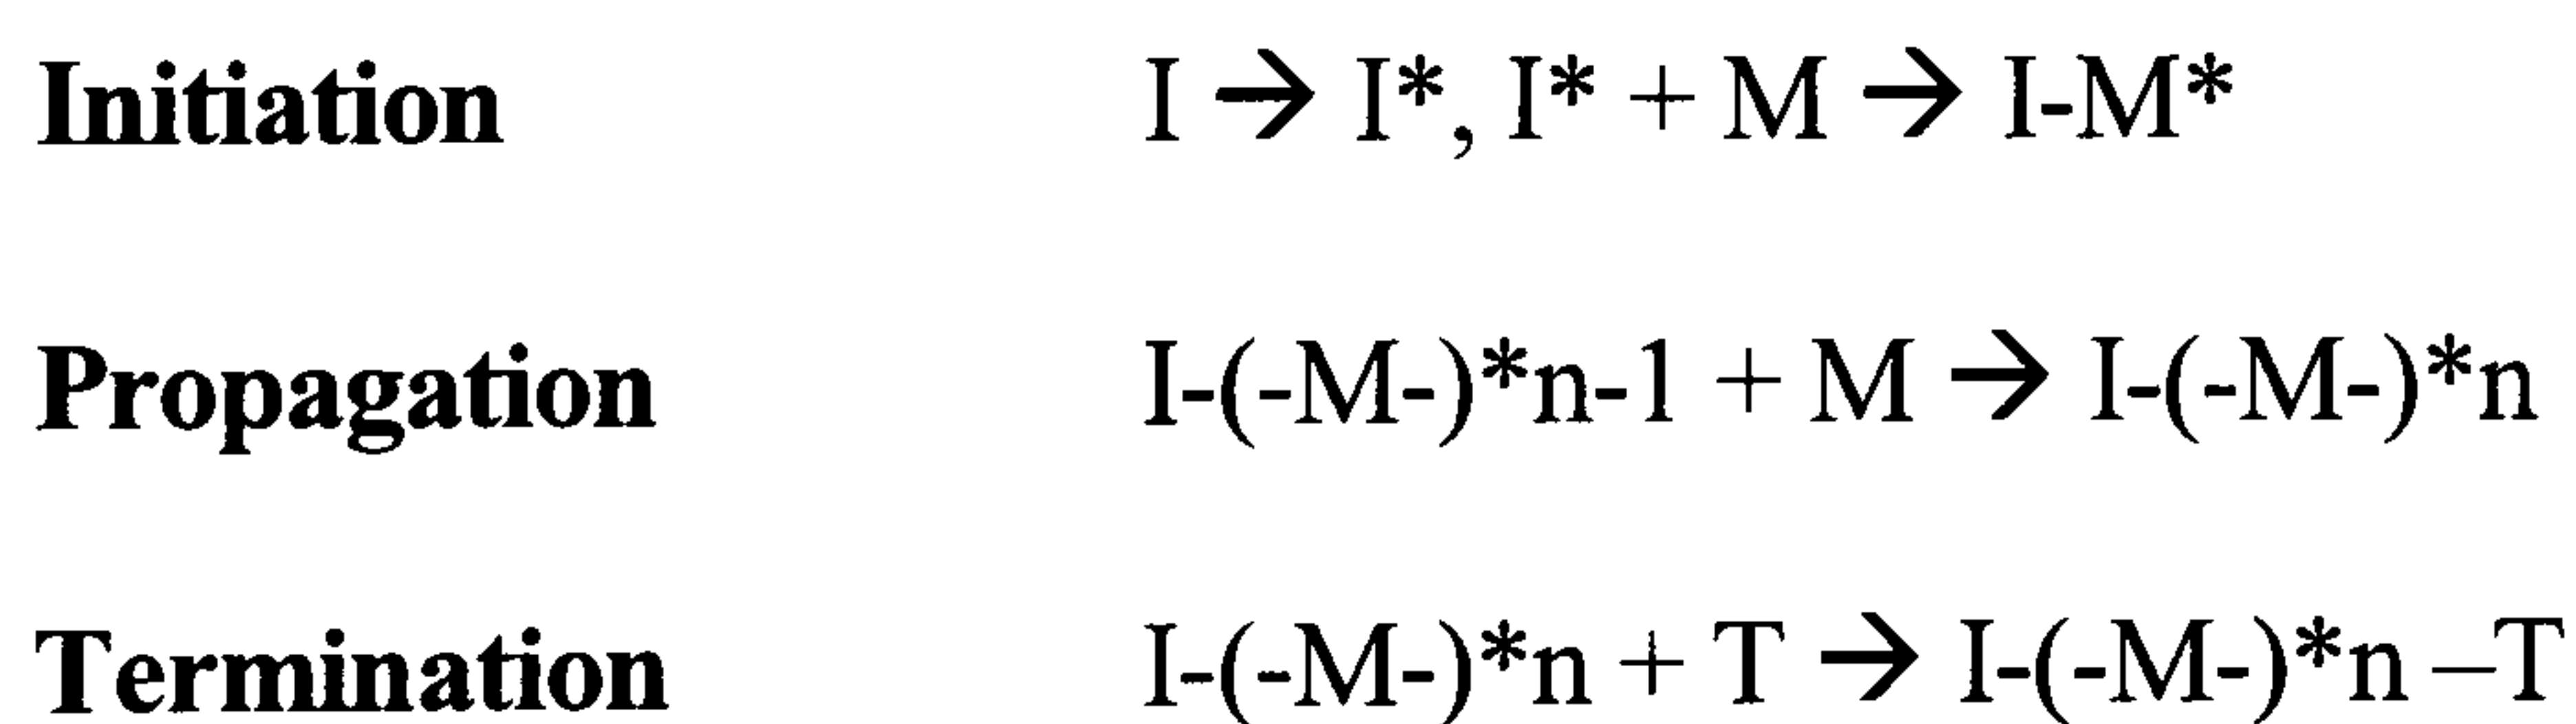 Initiation I → I*, I* + M → I-M*
Propagation I-(-M-)*n-1 + M → I-(-M-)*n
Termination I-(-M-)*n + T → I-(-M-)*n –T